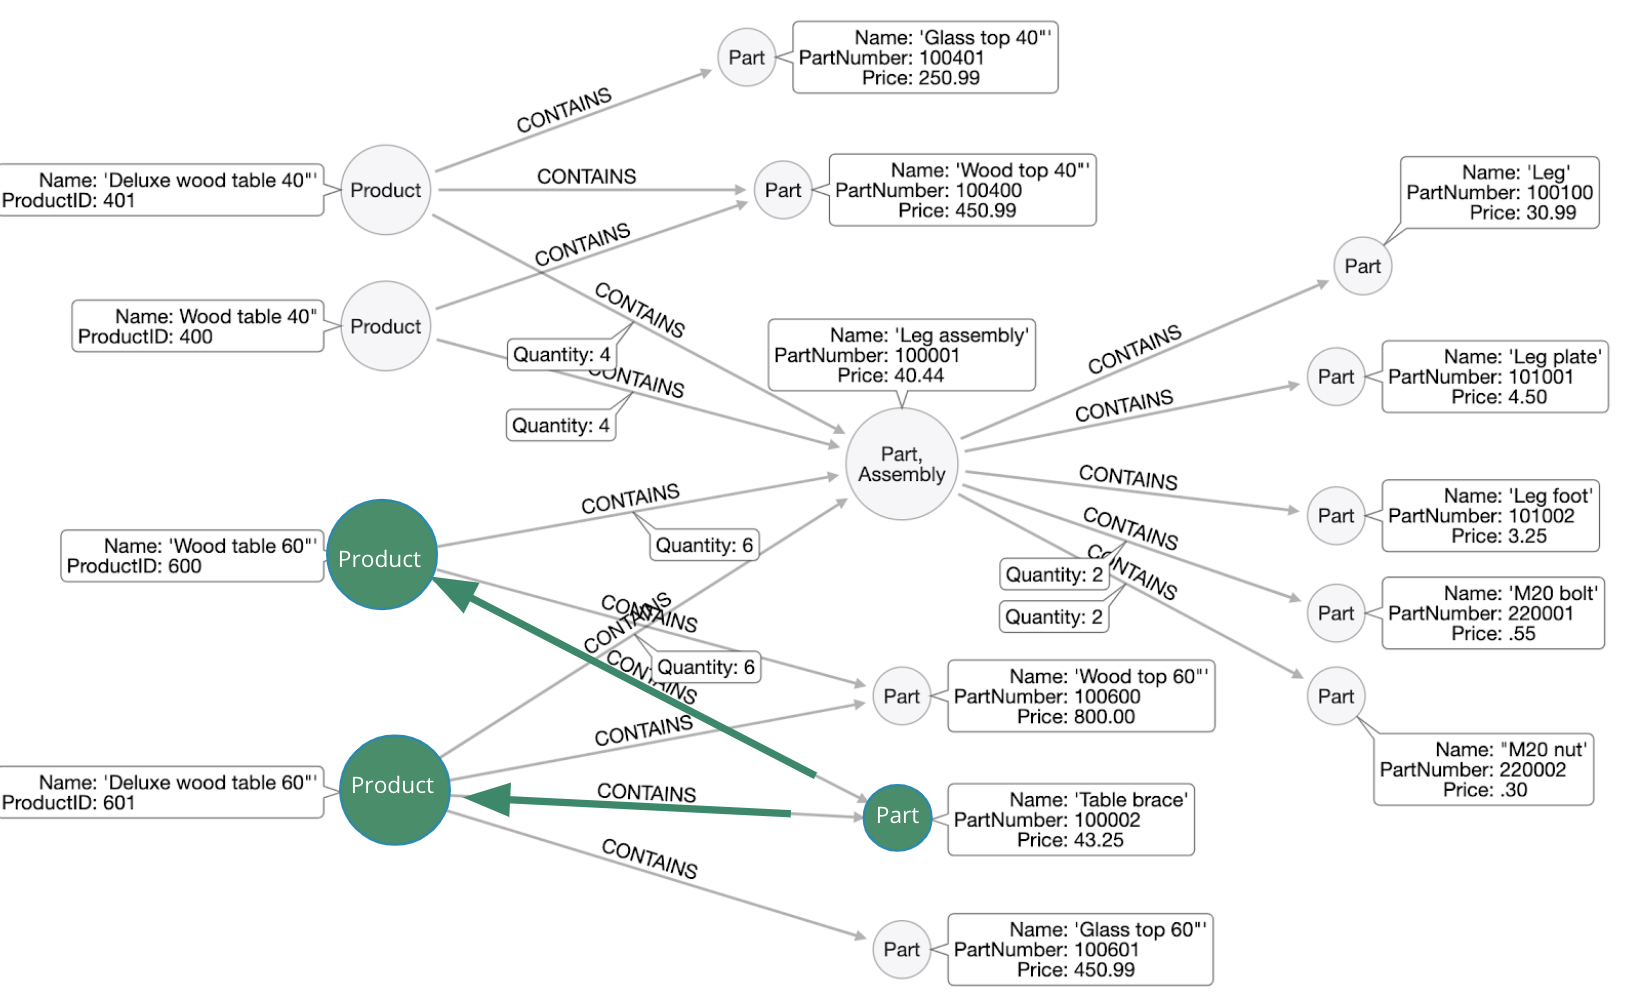 Part
Name: 'Glass top 40"'
PartNumber: 100401
Price: 250.99
CONTAINS
Name: 'Deluxe wood table 40"'
ProductID: 401
Product
CONTAINS
Part
Name: 'Wood top 40"'
PartNumber: 100400
Price: 450.99
Name: 'Leg'
PartNumber: 100100
Price: 30.99
Part
CONTAINS
CONTAINS
Name: Wood table 40"
ProductID: 400
Product
Quantity: 4
CONTAINS
Quantity: 4
Name: 'Leg assembly'
PartNumber: 100001
Price: 40.44
Part,
Assembly
CONTAINS
CONTAINS
Part
Name: 'Leg plate'
PartNumber: 101001
Price: 4.50
CONTAINS
Part
Name: 'Leg foot'
PartNumber: 101002
Price: 3.25
CONTAINS
Quantity: 2
CONTAINS
Quantity: 2
Part
Name: 'M20 bolt'
PartNumber: 220001
Price: .55
Part
Name: "M20 nut'
PartNumber: 220002
Price: .30
Name: 'Wood table 60"'
ProductID: 600
Product
CONTAINS
Quantity: 6
CONTAINS
CONTAINS
Quantity: 6
CONTAINS
Part
Name: 'Wood top 60"'
PartNumber: 100600
Price: 800.00
CONTAINS
Name: 'Deluxe wood table 60"'
ProductID: 601
Product
CONTAINS
Part
Name: 'Table brace'
PartNumber: 100002
Price: 43.25
CONTAINS
Part
Name: 'Glass top 60"'
PartNumber: 100601
Price: 450.99